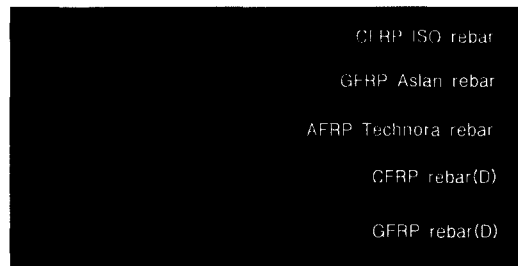 CFRP ISO rebar
GFRP Aslan rebar
AFRP Technora rebar
CFRP rebar(D)
GFRP rebar(D)